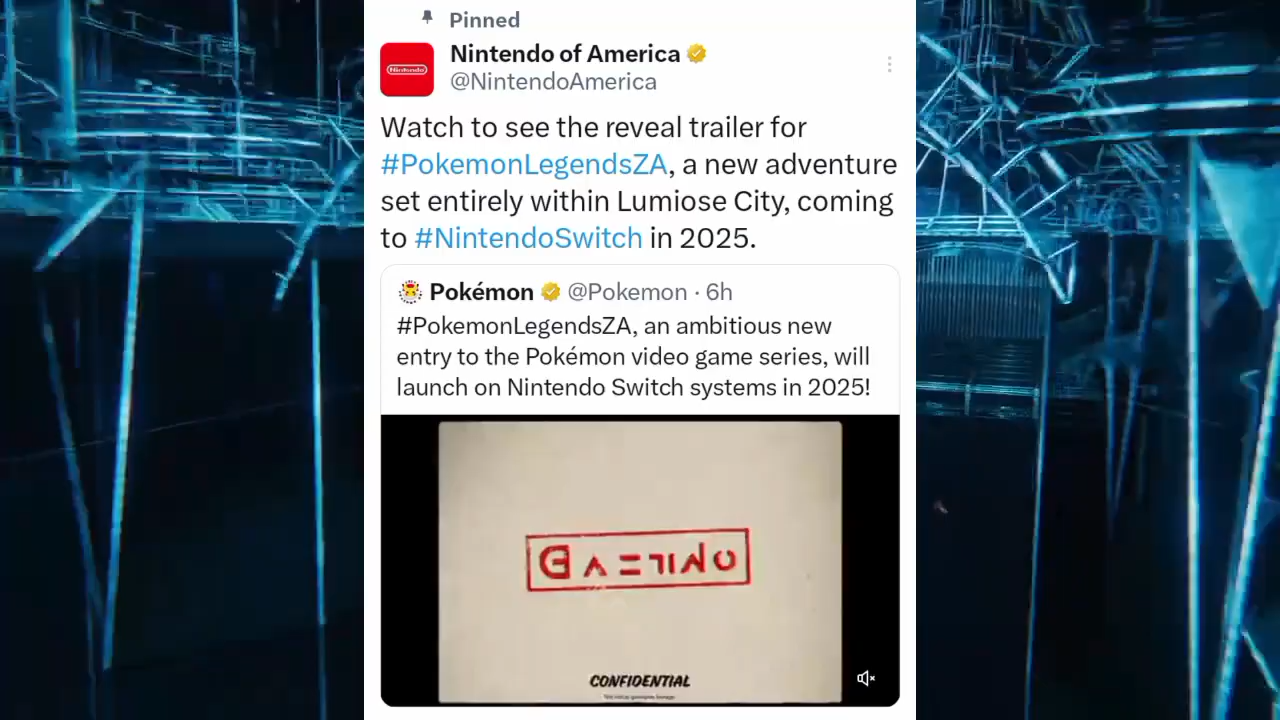 Pinned
Nintendo of America
@NintendoAmerica
Nintendo
Watch to see the reveal trailer for
#PokemonLegendsZA, a new adventure
set entirely within Lumiose City, coming
to #NintendoSwitch in 2025.
Pokémon @Pokemon · 6h
#PokemonLegendsZA, an ambitious new
entry to the Pokémon video game series, will
launch on Nintendo Switch systems in 2025!
CONFIDENTIAL